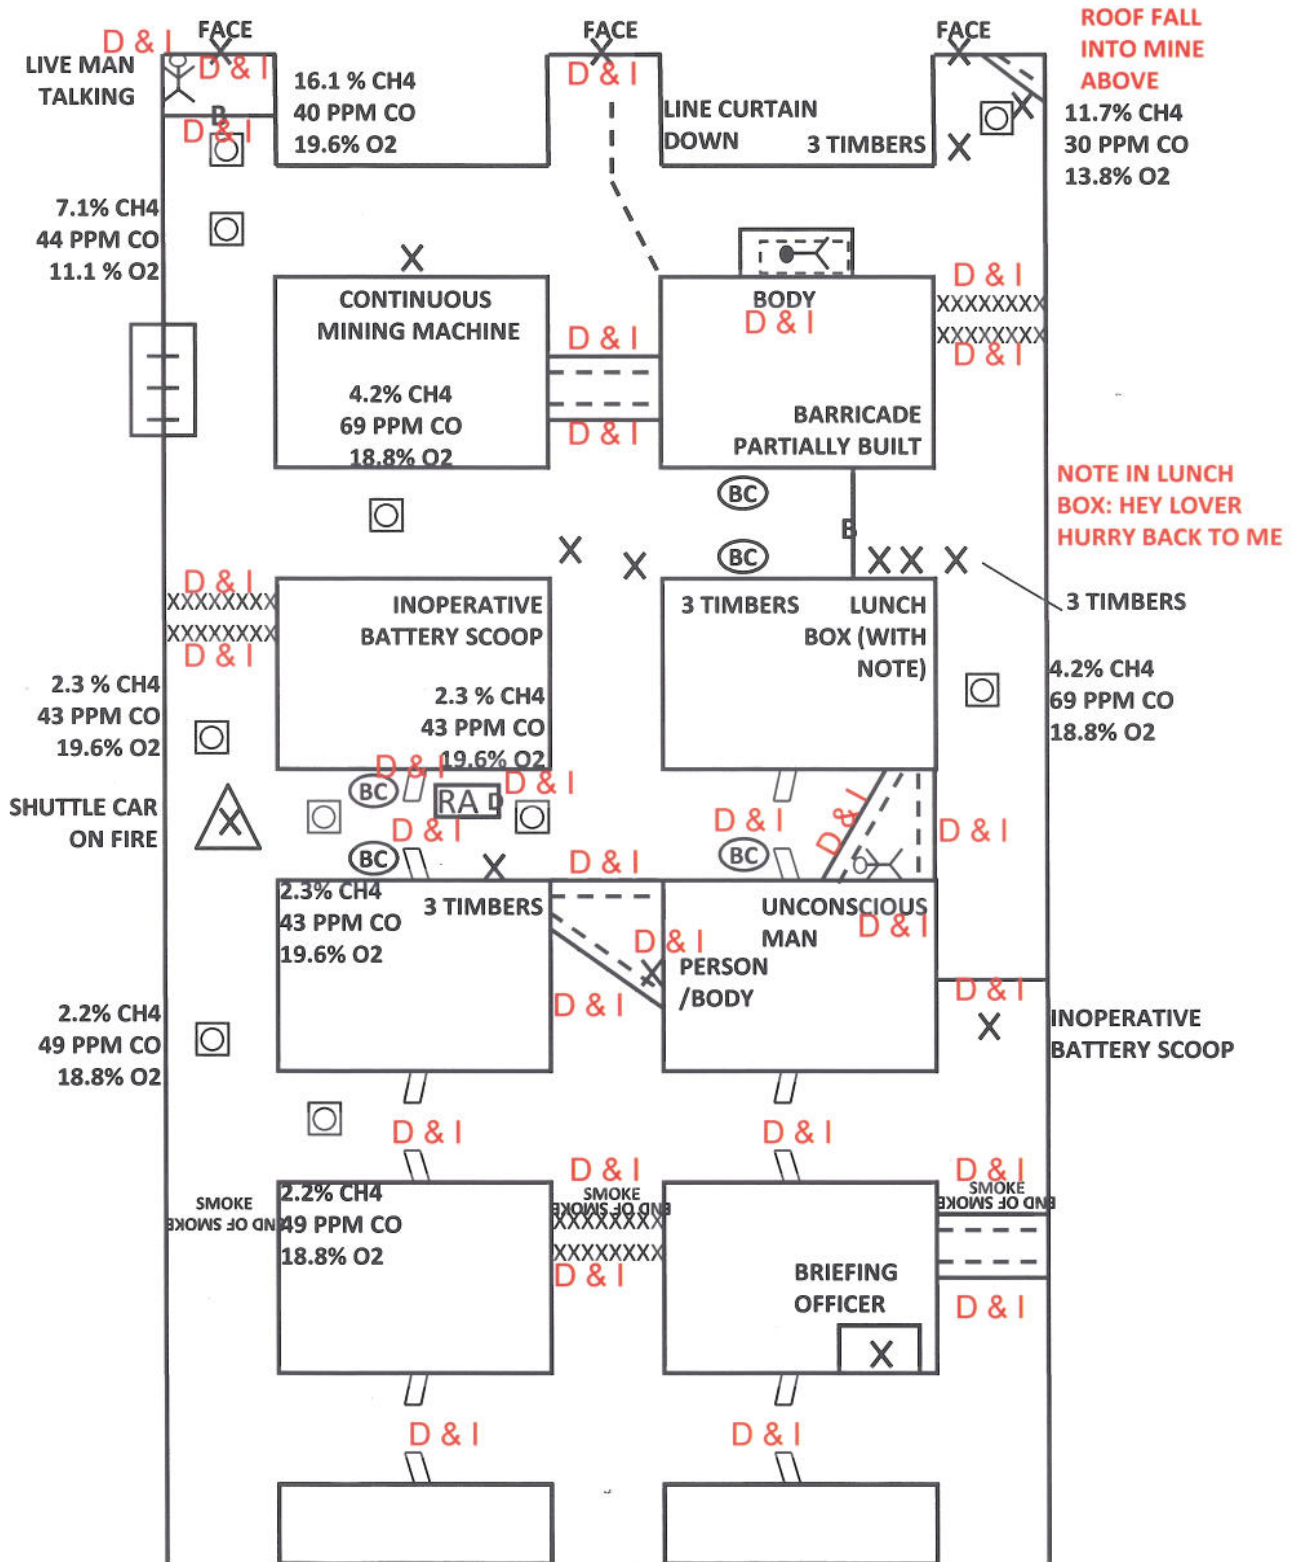 FACE
FACE
FACE
ROOF FALL
INTO MINE
ABOVE
D & I
LIVE MAN
TALKING
D & I
D & I
16.1 % CH4
40 PPM CO
19.6% O2
LINE CURTAIN
DOWN
3 TIMBERS
X
X
X
X
X
11.7% CH4
30 PPM CO
13.8% O2
B
D & I
7.1% CH4
44 PPM CO
11.1 % O2
X
CONTINUOUS
MINING MACHINE
4.2% CH4
69 PPM CO
18.8% O2
D & I
D & I
BODY
D & I
BARRICADE
PARTIALLY BUILT
D & I
XXXXXXXX
XXXXXXXX
D & I
NOTE IN LUNCH
BOX: HEY LOVER
HURRY BACK TO ME
BC
BC
B
X X
X X X
3 TIMBERS
D & I
XXXXXXXX
XXXXXXXX
D & I
INOPERATIVE
BATTERY SCOOP
2.3 % CH4
43 PPM CO
19.6% O2
3 TIMBERS
LUNCH
BOX (WITH
NOTE)
4.2% CH4
69 PPM CO
18.8% O2
2.3 % CH4
43 PPM CO
19.6% O2
SHUTTLE CAR
ON FIRE
X
D & I
BC
RA D
D & I
D & I
BC
X
D & I
D & I
BC
D & I
D & I
2.3% CH4
43 PPM CO
19.6% O2
3 TIMBERS
D & I
X
D & I
PERSON
/BODY
UNCONSCIOUS
MAN
D & I
D & I
X
INOPERATIVE
BATTERY SCOOP
2.2% CH4
49 PPM CO
18.8% O2
D & I
D & I
D & I
D & I
SMOKE
END OF SMOKE
2.2% CH4
49 PPM CO
18.8% O2
SMOKE
END OF SMOKE
XXXXXXXX
XXXXXXXX
D & I
SMOKE
END OF SMOKE
D & I
BRIEFING
OFFICER
X
D & I
D & I